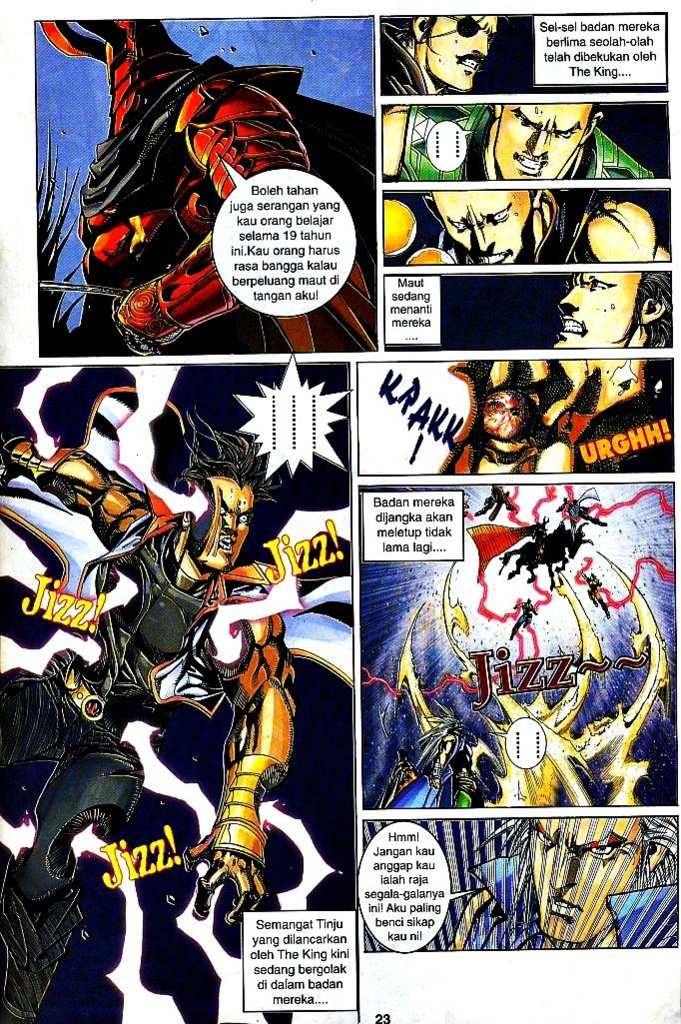 Boleh tahan
juga serangan yang
kau orang belajar
selama 19 tahun
ini.Kau orang harus
rasa bangga kalau
berpeluang maut di
tangan aku!
Sel-sel badan mereka
berlima seolah-olah
telah dibekukan oleh
The King....
Maut
sedang
menanti
mereka
....
KRAKK
!
URGHH!
Jizz!
Jizz!
Jizz!
Semangat Tinju
yang dilancarkan
oleh The King kini
sedang bergolak
di dalam badan
mereka....
Badan mereka
dijangka akan
meletup tidak
lama lagi....
Jizz~~
Hmm!
Jangan kau
anggap kau
ialah raja
segala-galanya
ini! Aku paling
benci sikap
kau ni!
23